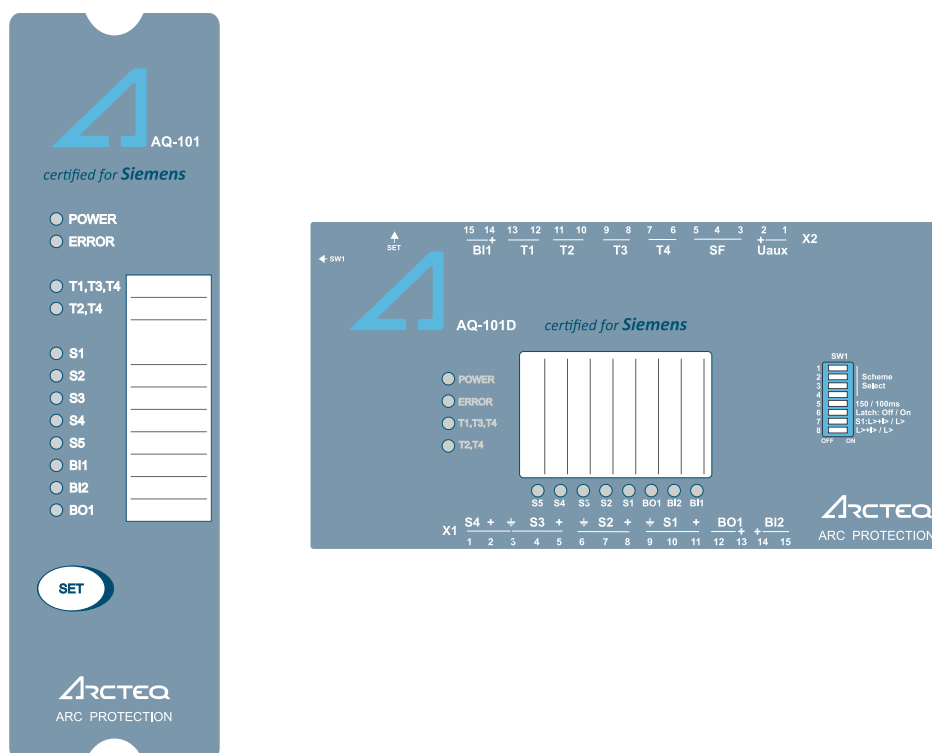 AQ-101
certified for Siemens
POWER
ERROR
T1,T3,T4
T2,T4
S1
S2
S3
S4
S5
BI1
BI2
BO1
SET
ARCTEQ
ARC PROTECTION
15 14 13 12 11 10 9 8 7 6 5 4 3 2 1
+ +
BI1 T1 T2 T3 T4 SF Uaux X2
SET
SW1
AQ-101D certified for Siemens
POWER
ERROR
T1,T3,T4
T2,T4
SW1
1
2 Scheme
3 Select
4
5 150 / 100ms
6 Latch: Off / On
7 S1:L>+I> / L>
8 L>+I> / L>
OFF ON
S5 S4 S3 S2 S1 BO1 BI2 BI1
X1 S4 + S3 + S2 + S1 + BO1 + + BI2
1 2 3 4 5 6 7 8 9 10 11 12 13 14 15
ARCTEQ
ARC PROTECTION